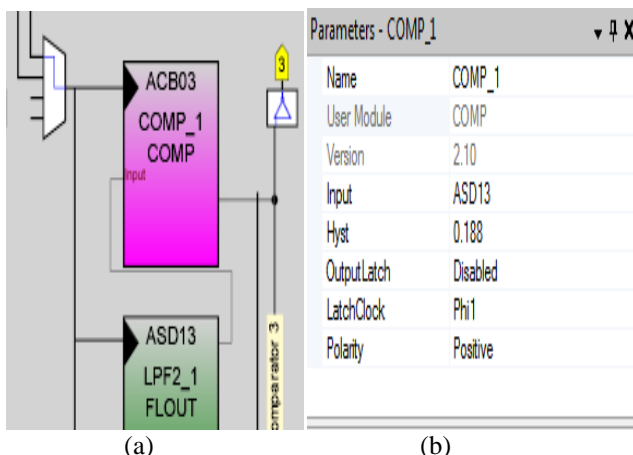 3
ACB03
COMP_1
COMP
Input
ASD13
LPF2_1
FLOUT
omparator 3
(a)
Parameters - COMP_1
Name COMP_1
User Module COMP
Version 2.10
Input ASD13
Hyst 0.188
OutputLatch Disabled
LatchClock Phi1
Polarity Positive
(b)